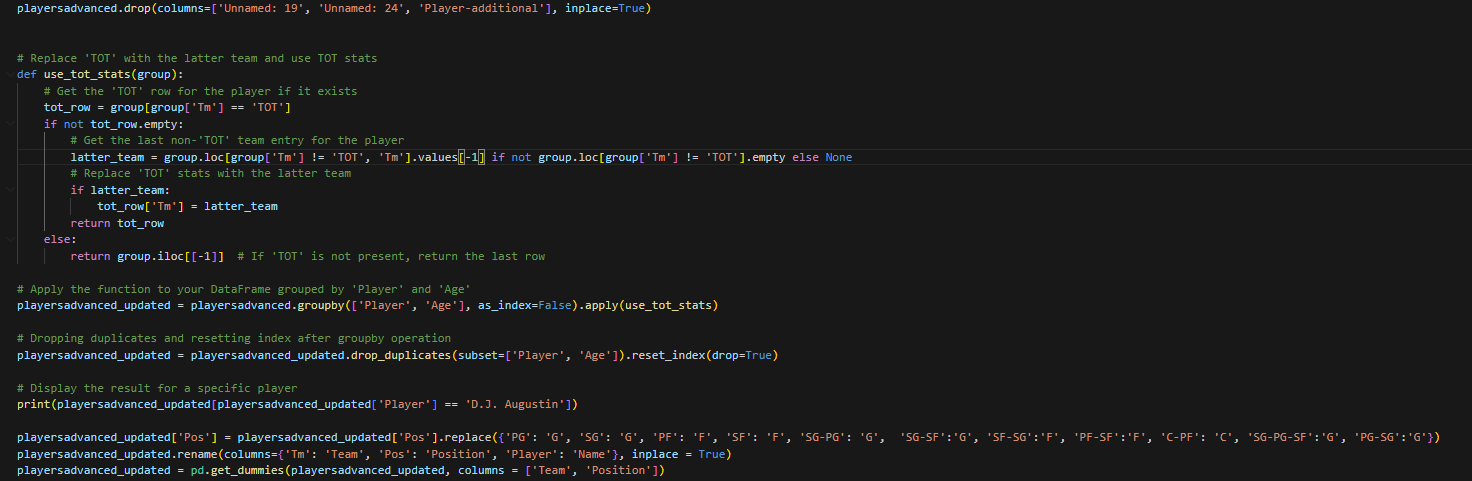 playersadvanced.drop(columns=['Unnamed: 19', 'Unnamed: 24', 'Player-additional'], inplace=True)
# Replace 'TOT' with the latter team and use TOT stats
def use_tot_stats(group):
    # Get the 'TOT' row for the player if it exists
    tot_row = group[group['Tm'] == 'TOT']
    if not tot_row.empty:
        # Get the last non-'TOT' team entry for the player
        latter_team = group.loc[group['Tm'] != 'TOT', 'Tm'].values[-1] if not group.loc[group['Tm'] != 'TOT'].empty else None
        # Replace 'TOT' stats with the latter team
        if latter_team:
            tot_row['Tm'] = latter_team
        return tot_row
    else:
        return group.iloc[[-1]]  # If 'TOT' is not present, return the last row
# Apply the function to your DataFrame grouped by 'Player' and 'Age'
playersadvanced_updated = playersadvanced.groupby(['Player', 'Age'], as_index=False).apply(use_tot_stats)
# Dropping duplicates and resetting index after groupby operation
playersadvanced_updated = playersadvanced_updated.drop_duplicates(subset=['Player', 'Age']).reset_index(drop=True)
# Display the result for a specific player
print(playersadvanced_updated[playersadvanced_updated['Player'] == 'D.J. Augustin'])
playersadvanced_updated['Pos'] = playersadvanced_updated['Pos'].replace({'PG': 'G', 'SG': 'G', 'PF': 'F', 'SF': 'F', 'SG-PG': 'G',  'SG-SF':'G', 'SF-SG':'F', 'PF-SF':'F', 'C-PF': 'C', 'SG-PG-SF':'G', 'PG-SG':'G'})
playersadvanced_updated.rename(columns={'Tm': 'Team', 'Pos': 'Position', 'Player': 'Name'}, inplace = True)
playersadvanced_updated = pd.get_dummies(playersadvanced_updated, columns = ['Team', 'Position'])